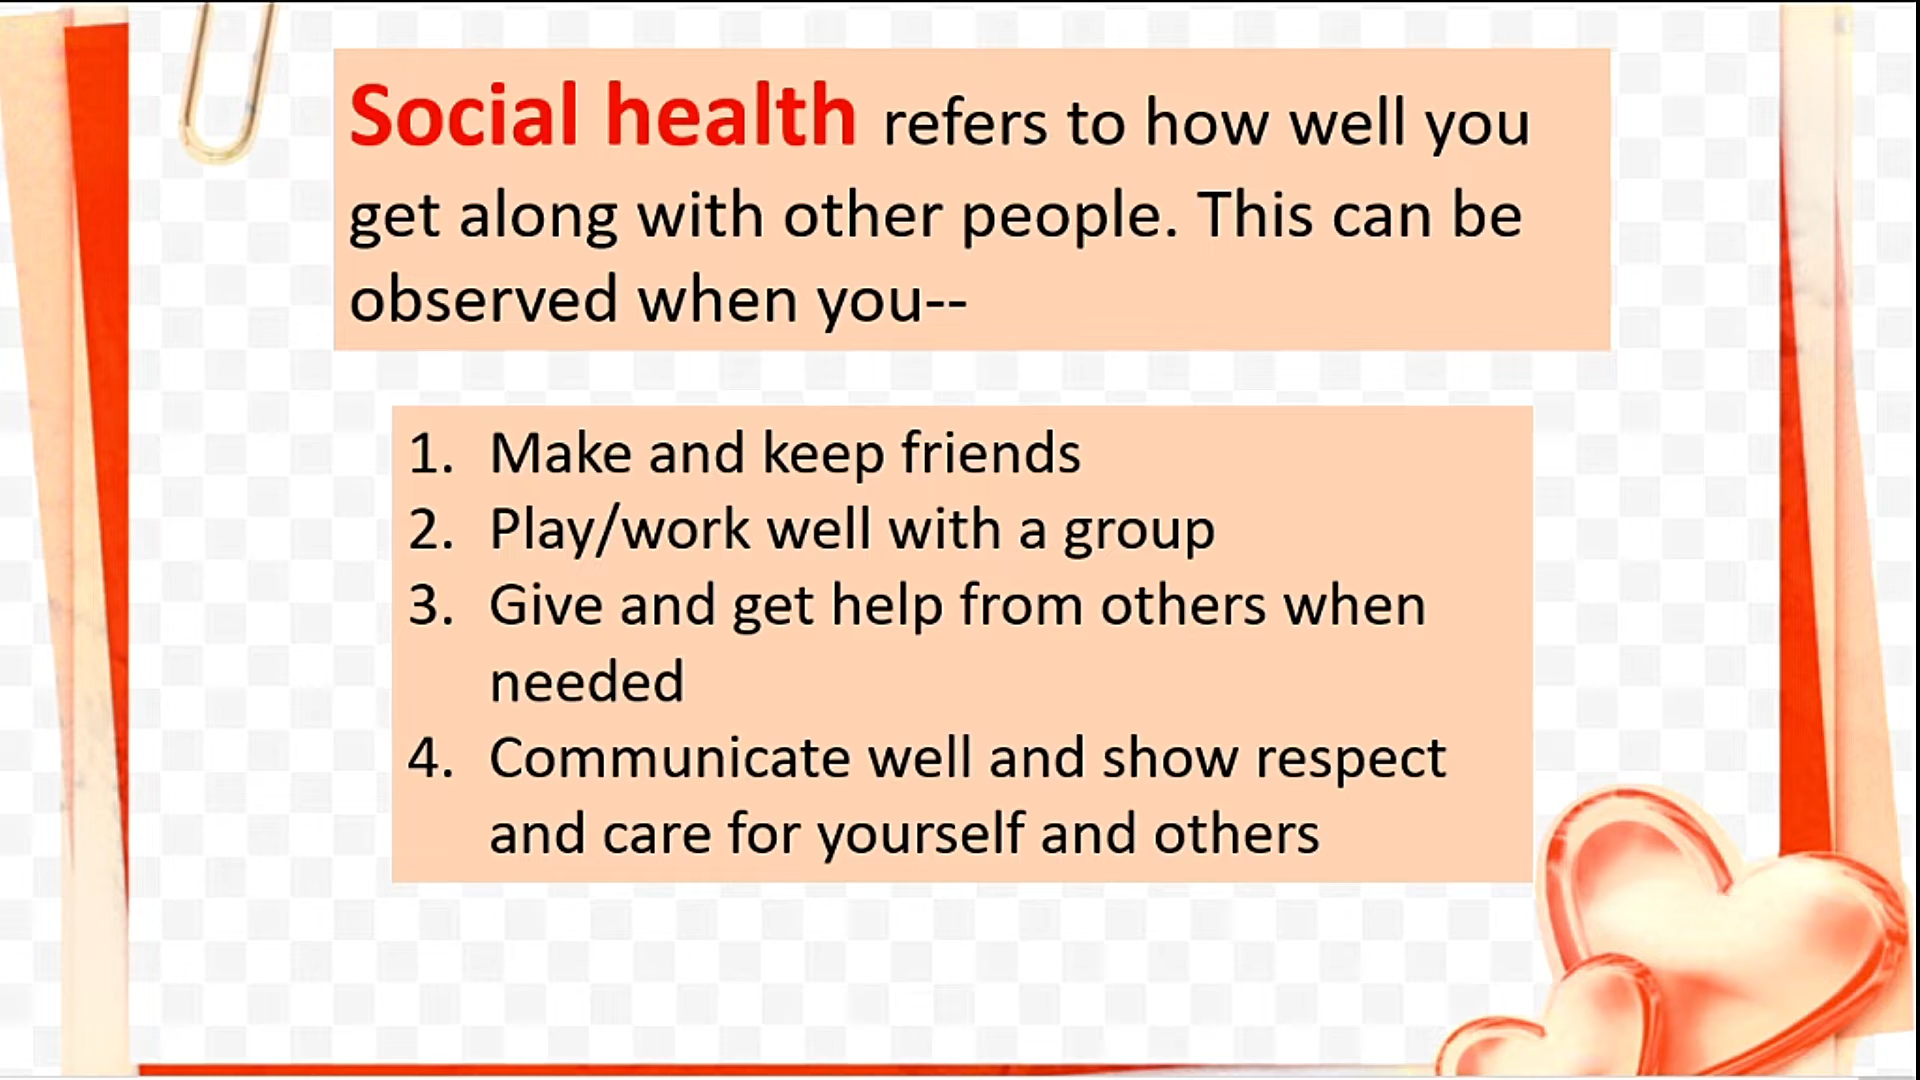 Social health refers to how well you
get along with other people. This can be
observed when you--
1. Make and keep friends
2. Play/work well with a group
3. Give and get help from others when
needed
4. Communicate well and show respect
and care for yourself and others